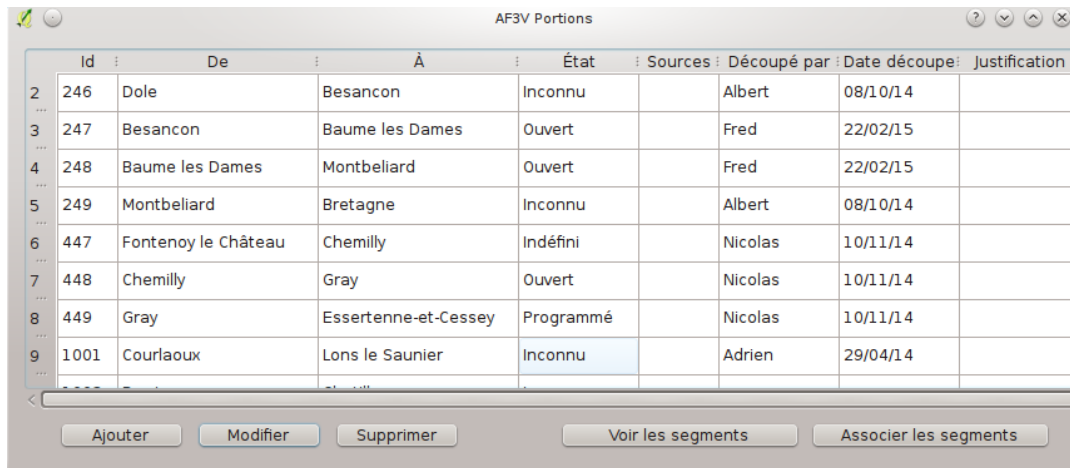 AF3V Portions
Id De À État Sources Découpé par Date découpe Justification
2 246 Dole Besancon Inconnu Albert 08/10/14
3 247 Besancon Baume les Dames Ouvert Fred 22/02/15
4 248 Baume les Dames Montbeliard Ouvert Fred 22/02/15
5 249 Montbeliard Bretagne Inconnu Albert 08/10/14
6 447 Fontenoy le Château Chemilly Indéfini Nicolas 10/11/14
7 448 Chemilly Gray Ouvert Nicolas 10/11/14
8 449 Gray Essertenne-et-Cessey Programmé Nicolas 10/11/14
9 1001 Courlaoux Lons le Saunier Inconnu Adrien 29/04/14
Ajouter Modifier Supprimer Voir les segments Associer les segments